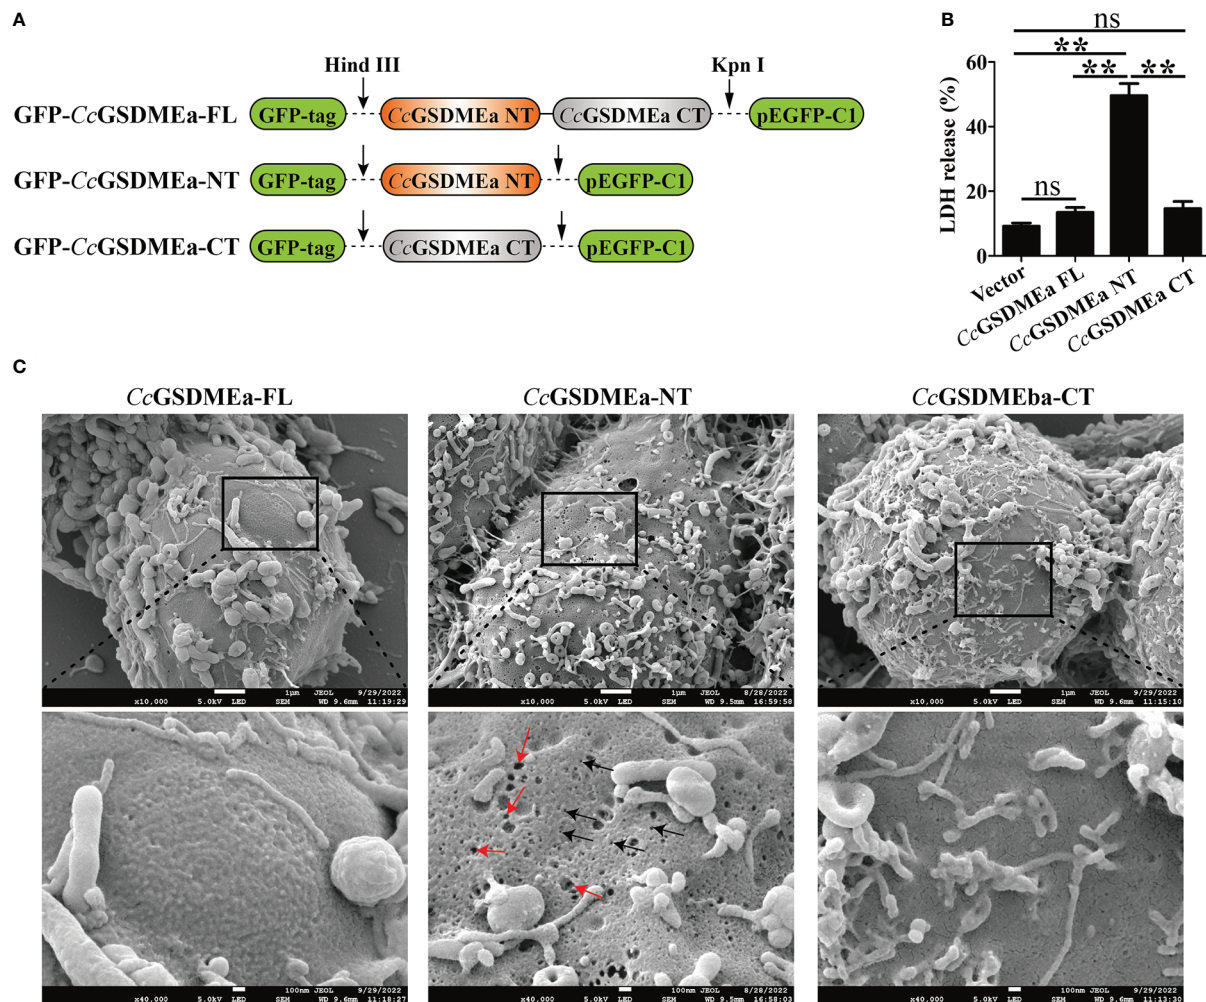 A
Hind III Kpn I
GFP-CcGSDMEa-FL GFP-tag CcGSDMEa NT CcGSDMEa CT pEGFP-C1
GFP-CcGSDMEa-NT GFP-tag CcGSDMEa NT pEGFP-C1
GFP-CcGSDMEa-CT GFP-tag CcGSDMEa CT pEGFP-C1
B
ns
**
** **
ns
LDH release (%)
60
40
20
0
Vector
CcGSDMEa FL
CcGSDMEa NT
CcGSDMEa CT
C
CcGSDMEa-FL CcGSDMEa-NT CcGSDMEba-CT
1µm JEOL 9/29/2022
x10,000 5.0kV LED SEM WD 9.6mm 11:19:29
1µm JEOL 8/28/2022
x10,000 5.0kV LED SEM WD 9.5mm 16:59:58
1µm JEOL 9/29/2022
x10,000 5.0kV LED SEM WD 9.6mm 11:15:10
100nm JEOL 9/29/2022
x40,000 5.0kV LED SEM WD 9.6mm 11:18:27
100nm JEOL 8/28/2022
x40,000 5.0kV LED SEM WD 9.5mm 16:58:03
100nm JEOL 9/29/2022
x40,000 5.0kV LED SEM WD 9.6mm 11:13:30